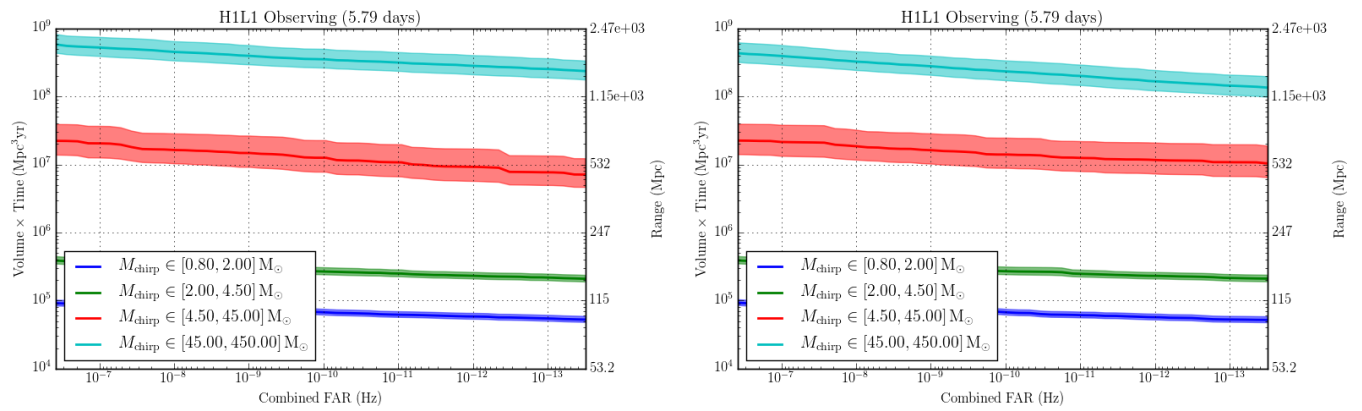 H1L1 Observing (5.79 days)
Volume × Time (Mpc³yr)
10⁹
10⁸
10⁷
10⁶
10⁵
10⁴
2.47e+03
1.15e+03
532
247
115
53.2
Range (Mpc)
M_chirp ∈ [0.80, 2.00] M_⊙
M_chirp ∈ [2.00, 4.50] M_⊙
M_chirp ∈ [4.50, 45.00] M_⊙
M_chirp ∈ [45.00, 450.00] M_⊙
10⁻⁷ 10⁻⁸ 10⁻⁹ 10⁻¹⁰ 10⁻¹¹ 10⁻¹² 10⁻¹³
Combined FAR (Hz)
H1L1 Observing (5.79 days)
Volume × Time (Mpc³yr)
10⁹
10⁸
10⁷
10⁶
10⁵
10⁴
2.47e+03
1.15e+03
532
247
115
53.2
Range (Mpc)
M_chirp ∈ [0.80, 2.00] M_⊙
M_chirp ∈ [2.00, 4.50] M_⊙
M_chirp ∈ [4.50, 45.00] M_⊙
M_chirp ∈ [45.00, 450.00] M_⊙
10⁻⁷ 10⁻⁸ 10⁻⁹ 10⁻¹⁰ 10⁻¹¹ 10⁻¹² 10⁻¹³
Combined FAR (Hz)